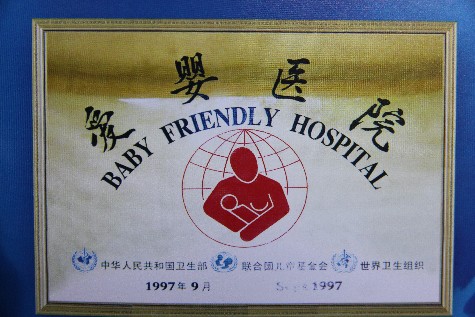 爱婴医院
BABY FRIENDLY HOSPITAL
中华人民共和国卫生部 联合国儿童基金会 世界卫生组织
1997年9月 1997